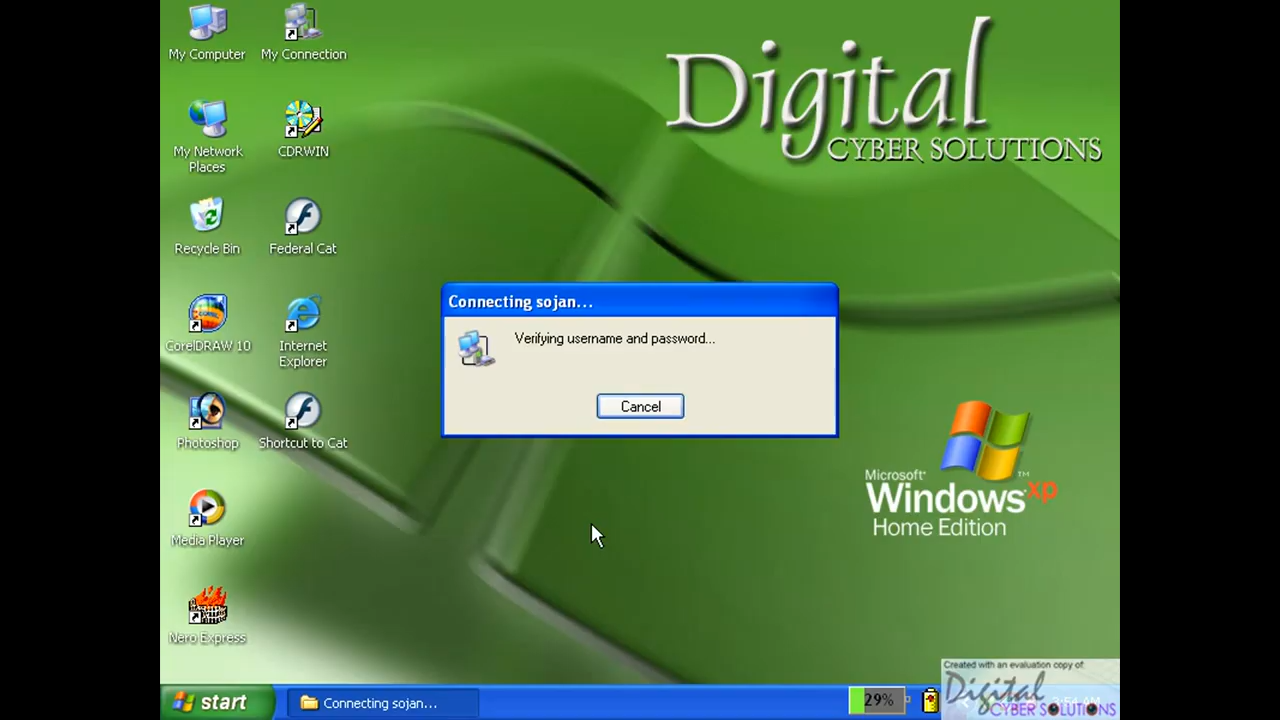 My Computer
My Connection
Digital
CYBER SOLUTIONS
My Network
Places
CDRWIN
Recycle Bin
Federal Cat
Connecting sojan...
Verifying username and password...
Cancel
CorelDRAW 10
Internet
Explorer
Photoshop
Shortcut to Cat
Microsoft
Windows xp
TM
Home Edition
Media Player
Nero Express
start
Connecting sojan...
29%
Created with an evaluation copy of
Digital
CYBER SOLUTIONS